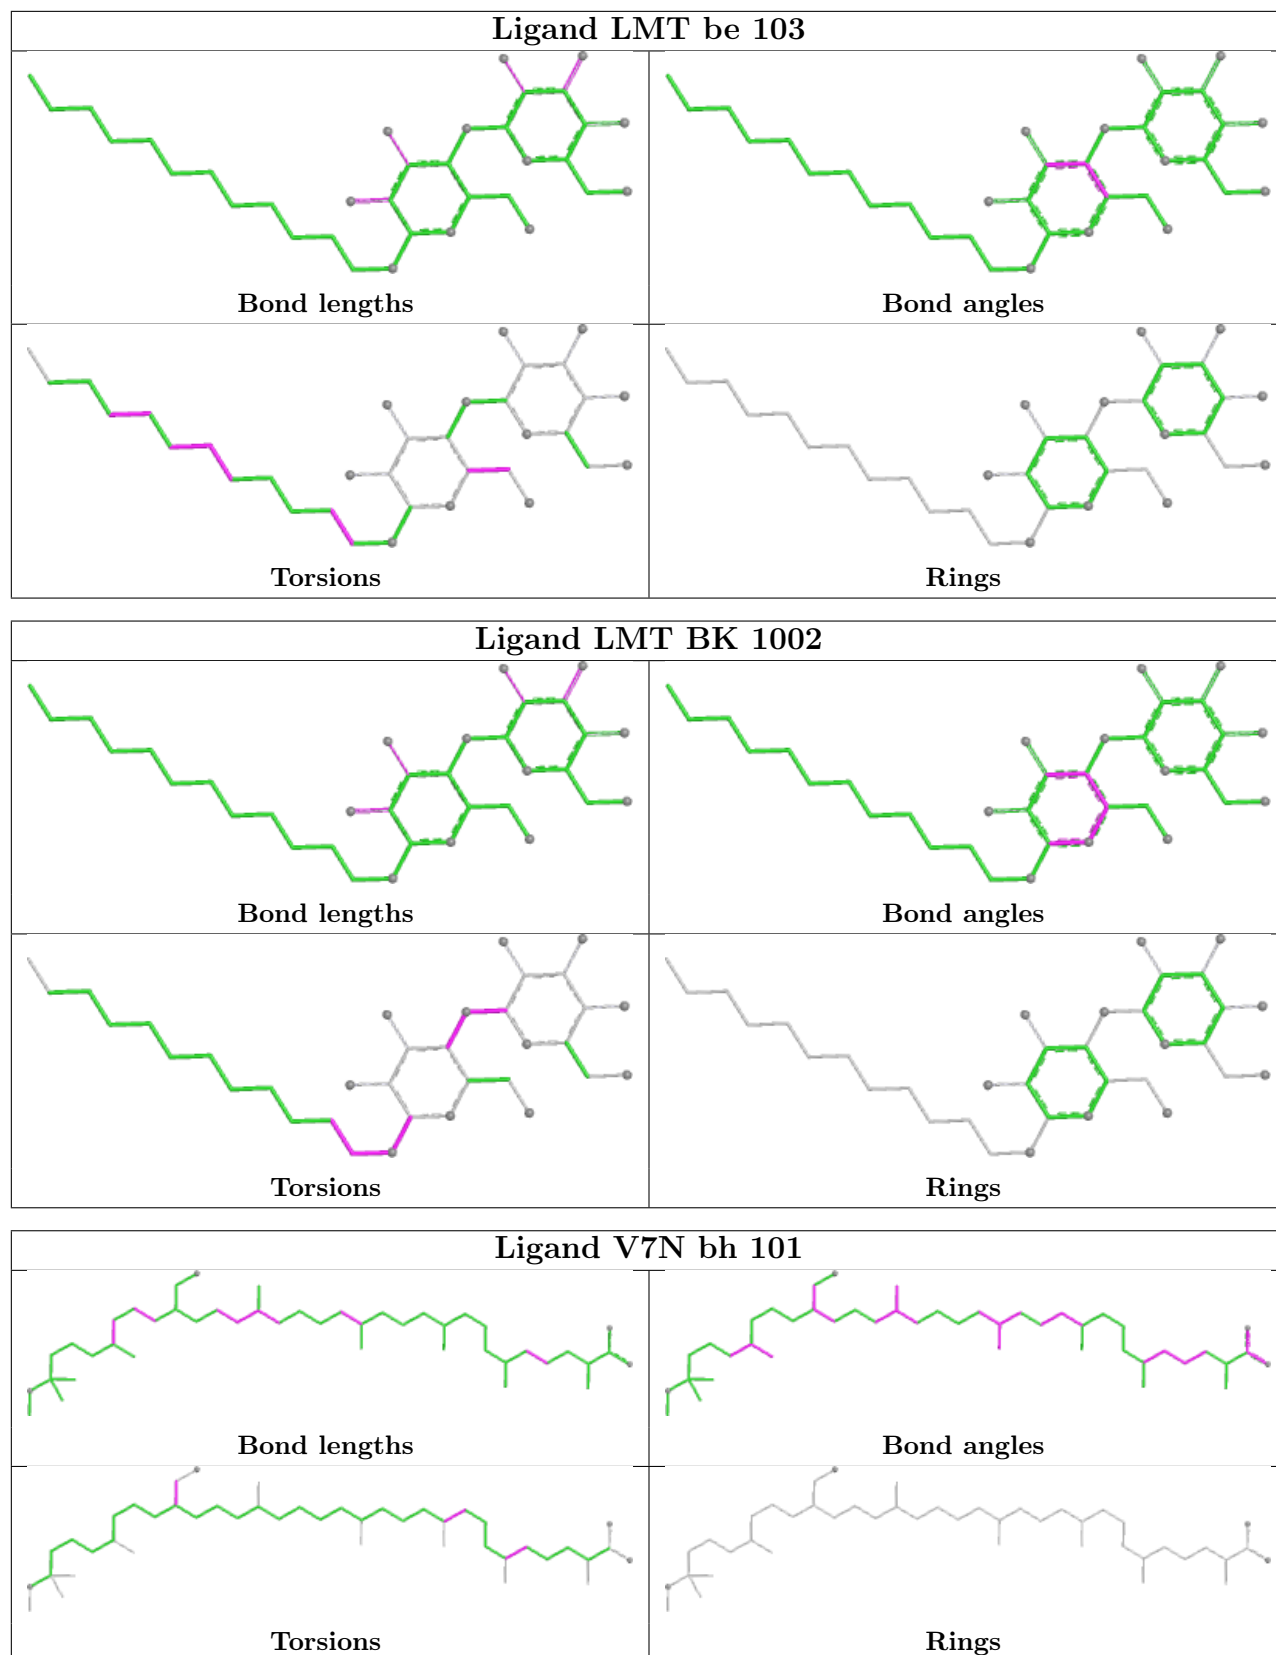 Ligand LMT be 103
Bond lengths
Bond angles
Torsions
Rings
Ligand LMT BK 1002
Bond lengths
Bond angles
Torsions
Rings
Ligand V7N bh 101
Bond lengths
Bond angles
Torsions
Rings